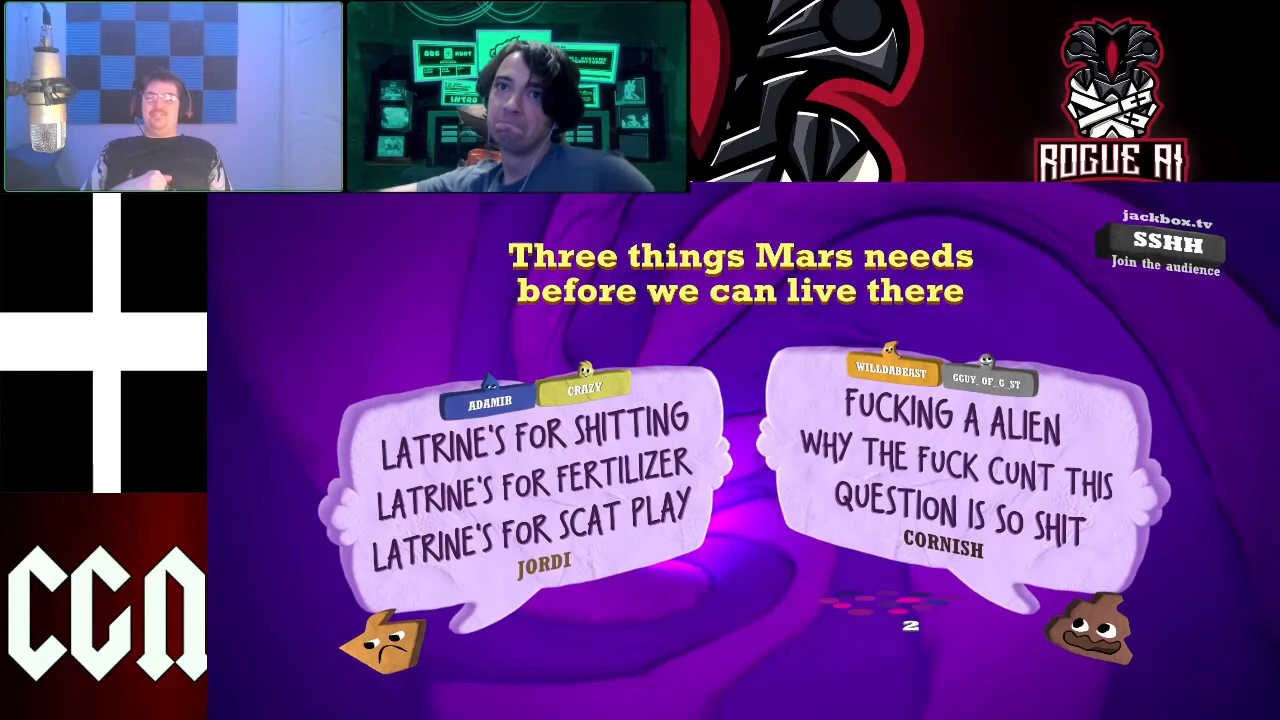 INTRO
ROGUE AI
jackbox.tv
SSHH
Join the audience
Three things Mars needs
before we can live there
ADAMIR
CRAZY
LATRINE'S FOR SHITTING
LATRINE'S FOR FERTILIZER
LATRINE'S FOR SCAT PLAY
JORDI
WILLDABEAST
GGUY_OF_G_ST
FUCKING A ALIEN
WHY THE FUCK CUNT THIS
QUESTION IS SO SHIT
CORNISH
2
CGN